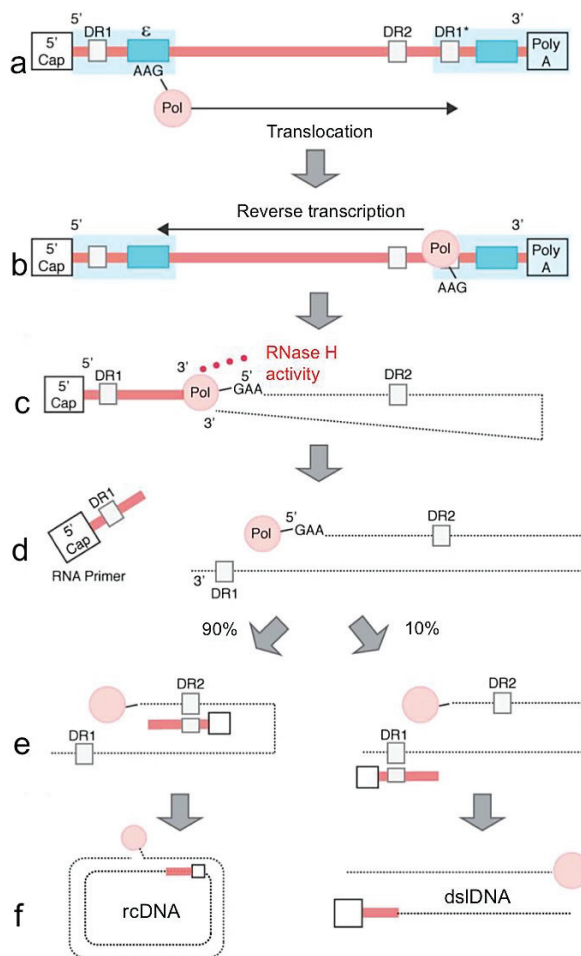 5' DR1 ε DR2 DR1* 3'
a 5' Cap Poly A
AAG
Pol
Translocation
Reverse transcription
5' 3'
b 5' Cap Pol Poly A
AAG
RNase H
activity
5' DR1 3' 5' DR2
c 5' Cap Pol GAA
3'
DR1
5' Cap
RNA Primer
d Pol 5' GAA DR2
3' DR1
90% 10%
e DR2 DR1
DR2 DR1
f rcDNA dslDNA